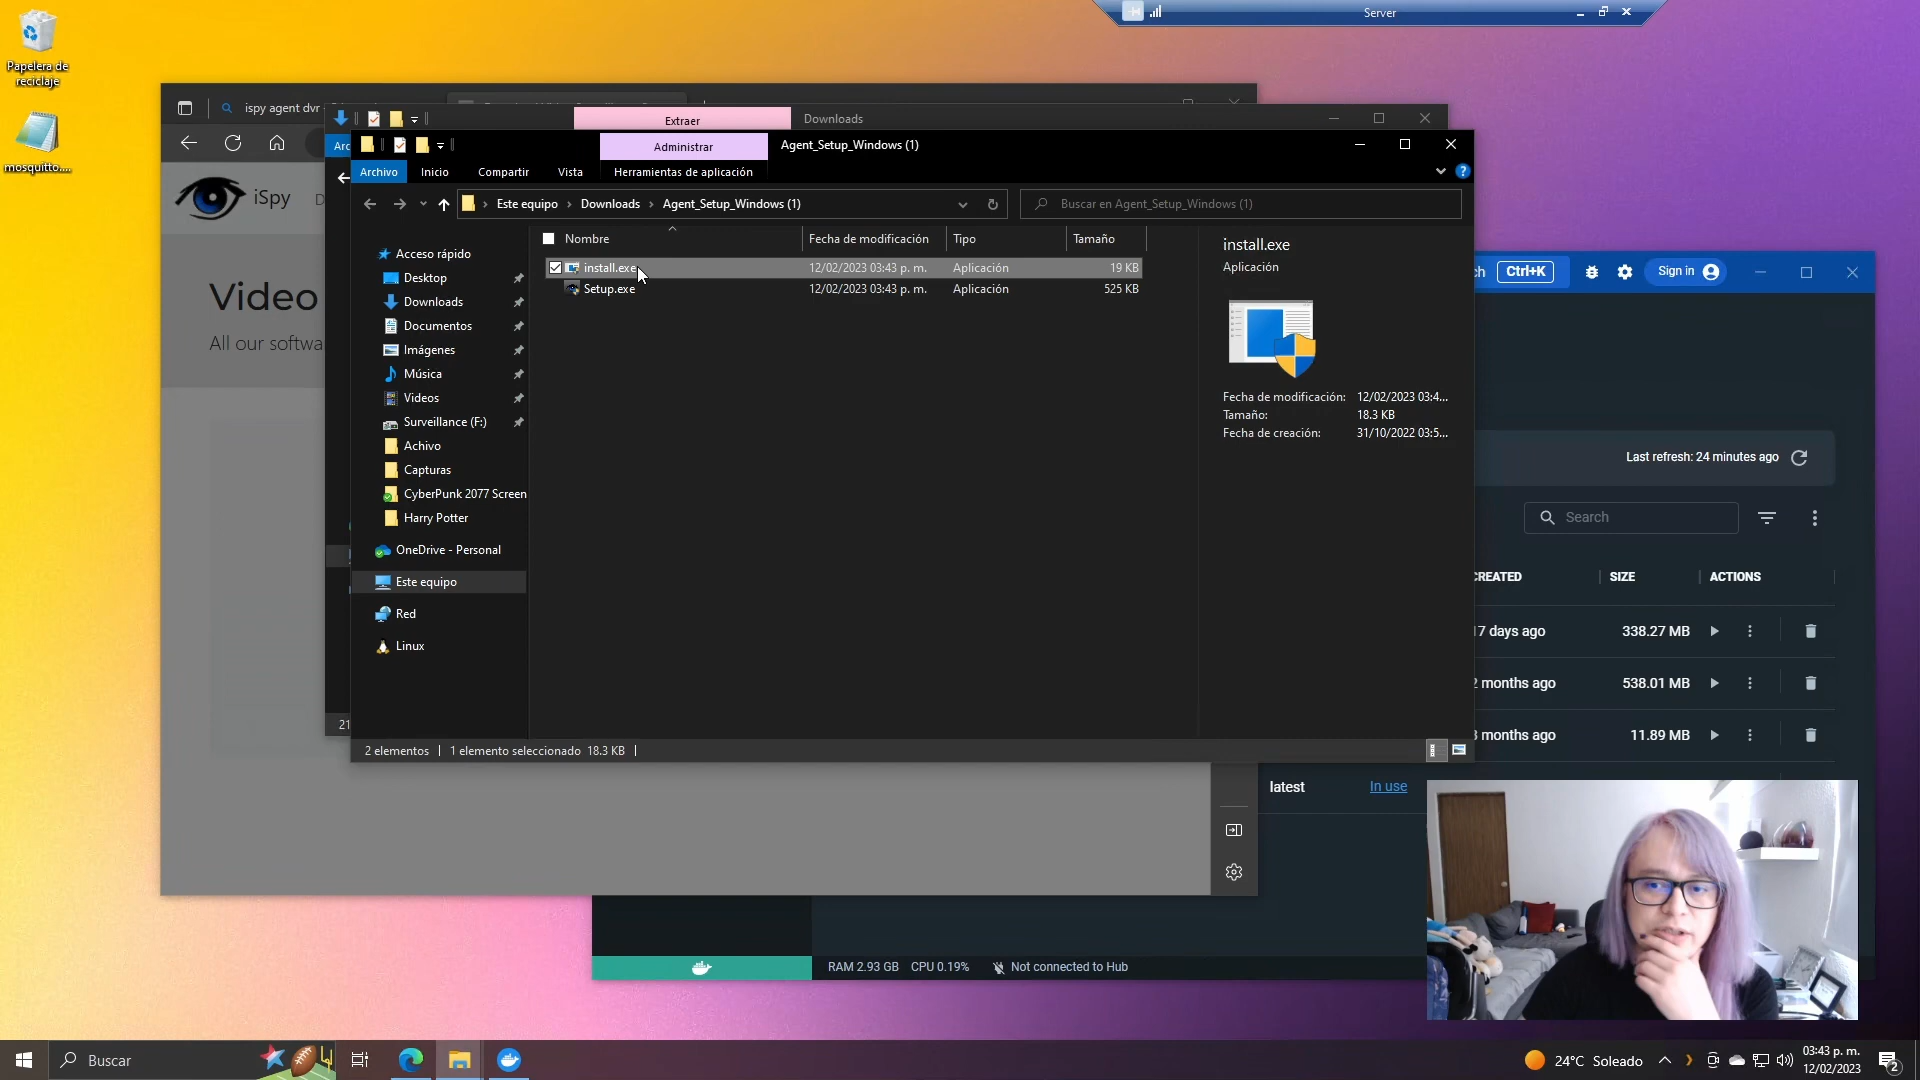 Papelera de
reciclaje
mosquitto....
Server
ispy agent dvr
iSpy
Video
All our softwa
Extraer
Downloads
Arc
Administrar
Agent_Setup_Windows (1)
Archivo
Inicio
Compartir
Vista
Herramientas de aplicación
Este equipo
Downloads
Agent_Setup_Windows (1)
Buscar en Agent_Setup_Windows (1)
Nombre
Fecha de modificación
Tipo
Tamaño
install.exe
12/02/2023 03:43 p. m.
Aplicación
19 KB
Setup.exe
12/02/2023 03:43 p. m.
Aplicación
525 KB
Acceso rápido
Desktop
Downloads
Documentos
Imágenes
Música
Videos
Surveillance (F:)
Achivo
Capturas
CyberPunk 2077 Screen
Harry Potter
OneDrive - Personal
Este equipo
Red
Linux
install.exe
Aplicación
Fecha de modificación: 12/02/2023 03:4...
Tamaño: 18.3 KB
Fecha de creación: 31/10/2022 03:5...
21
2 elementos
1 elemento seleccionado 18.3 KB
ch
Ctrl+K
Sign in
Last refresh: 24 minutes ago
Search
CREATED
SIZE
ACTIONS
17 days ago
338.27 MB
2 months ago
538.01 MB
3 months ago
11.89 MB
latest
In use
RAM 2.93 GB CPU 0.19%
Not connected to Hub
Buscar
24°C Soleado
03:43 p. m.
12/02/2023
2